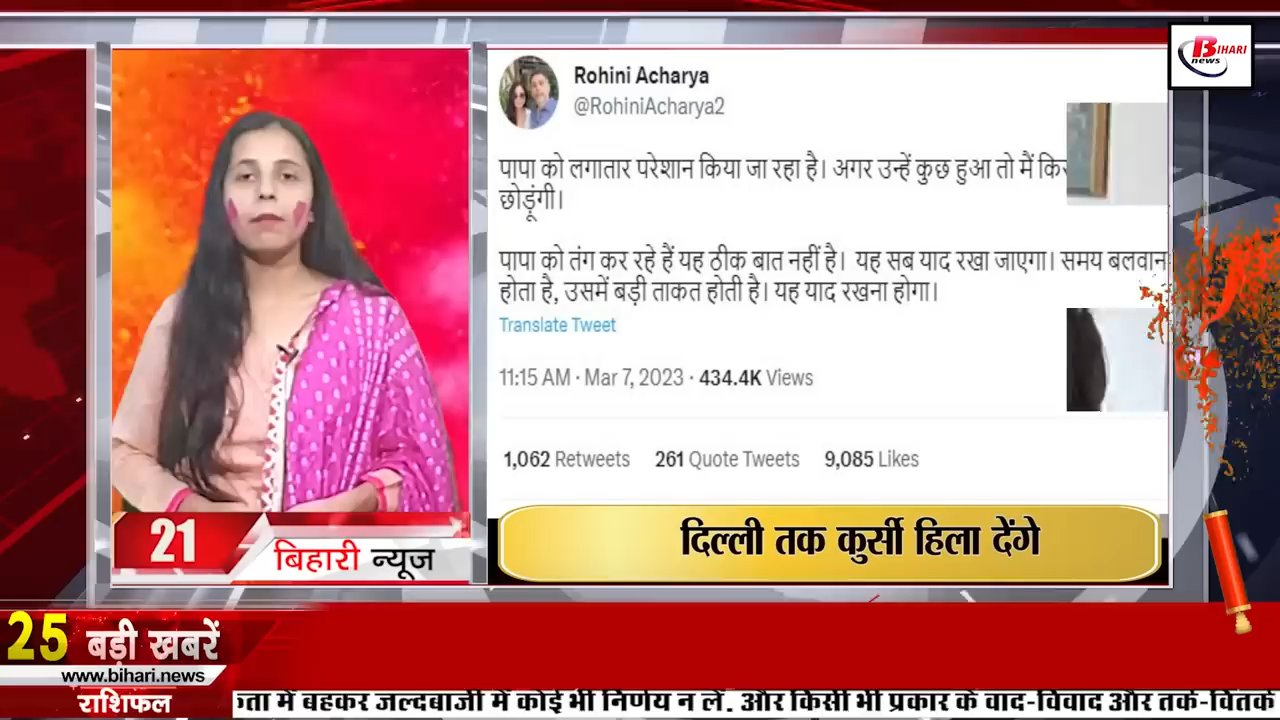 BIHARI
news
Rohini Acharya
@RohiniAcharya2
पापा को लगातार परेशान किया जा रहा है। अगर उन्हें कुछ हुआ तो मैं
छोड़ूंगी।
पापा को तंग कर रहे हैं यह ठीक बात नहीं है। यह सब याद रखा जाएगा। समय बलवान
होता है, उसमें बड़ी ताकत होती है। यह याद रखना होगा।
Translate Tweet
11:15 AM · Mar 7, 2023 · 434.4K Views
1,062 Retweets 261 Quote Tweets 9,085 Likes
दिल्ली तक कुर्सी हिला देंगे
21
बिहारी न्यूज
25 बड़ी खबरें
www.bihari.news
राशिफल
में बहकर जल्दबाजी में कोई भी निर्णय न लें. और किसी भी प्रकार के वाद-विवाद और तर्क-वितर्क